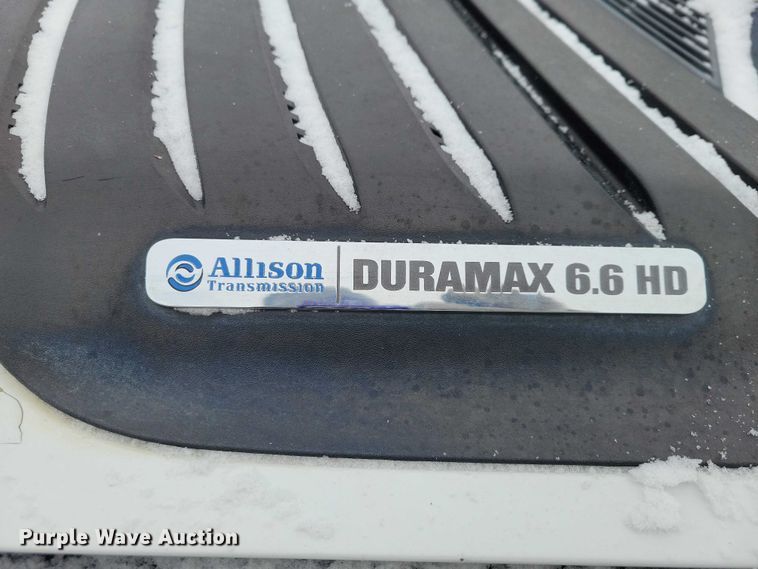 Allison
Transmission
DURAMAX 6.6 HD
Purple Wave Auction